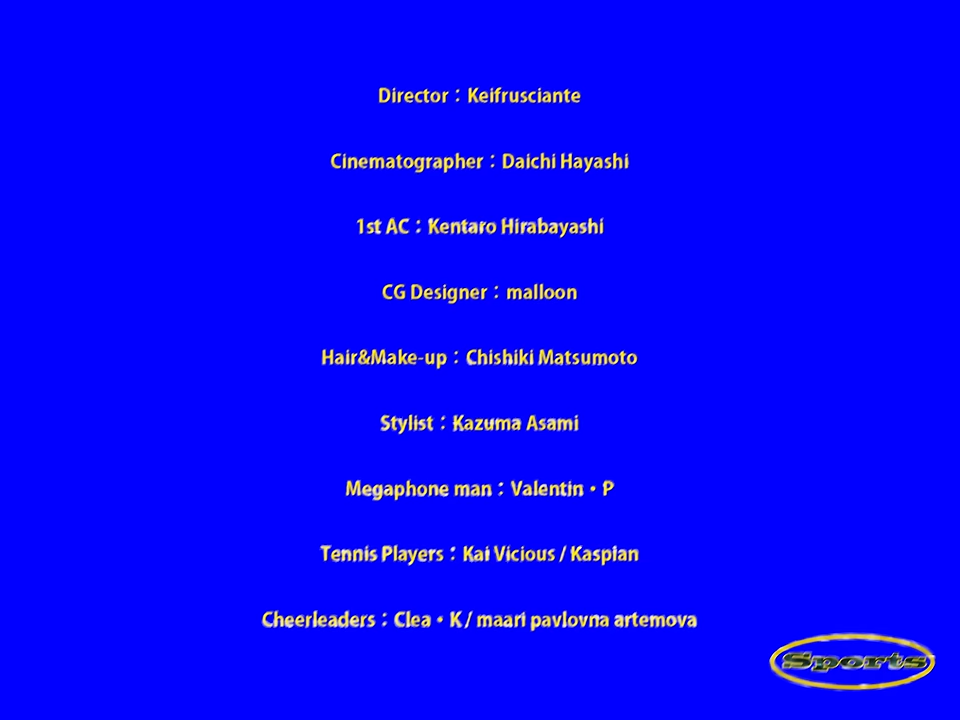 Director：Keifrusciante
Cinematographer：Daichi Hayashi
1st AC：Kentaro Hirabayashi
CG Designer：malloon
Hair&Make-up：Chishiki Matsumoto
Stylist：Kazuma Asami
Megaphone man：Valentin・P
Tennis Players：Kai Vicious / Kaspian
Cheerleaders：Clea・K / maari pavlovna artemova
Sports